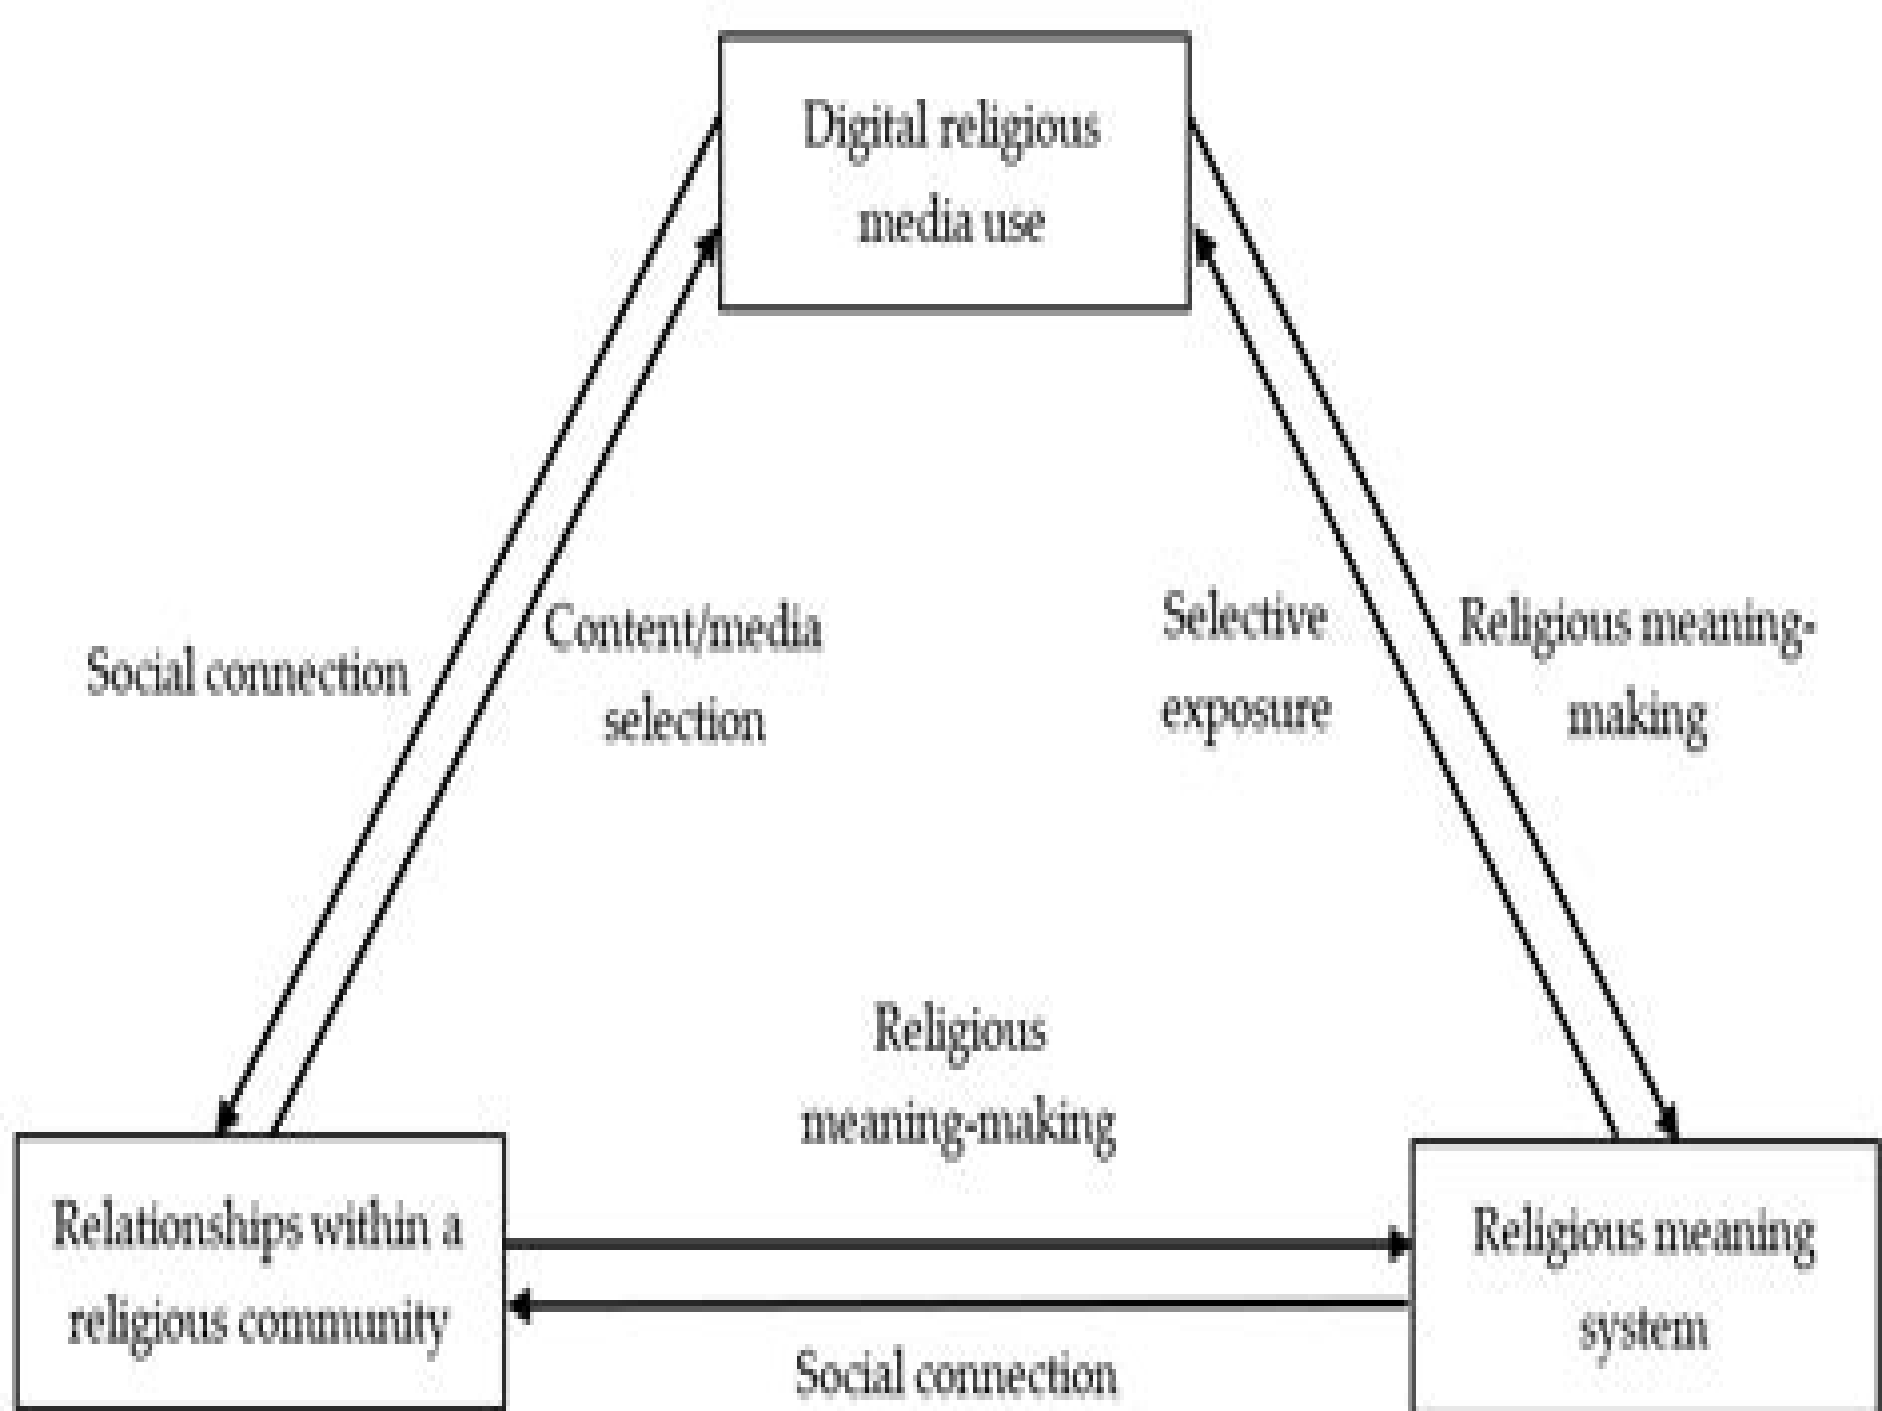 Digital religious
media use
Social connection
Content/media
selection
Selective
exposure
Religious meaning-
making
Religious
meaning-making
Relationships within a
religious community
Religious meaning
system
Social connection